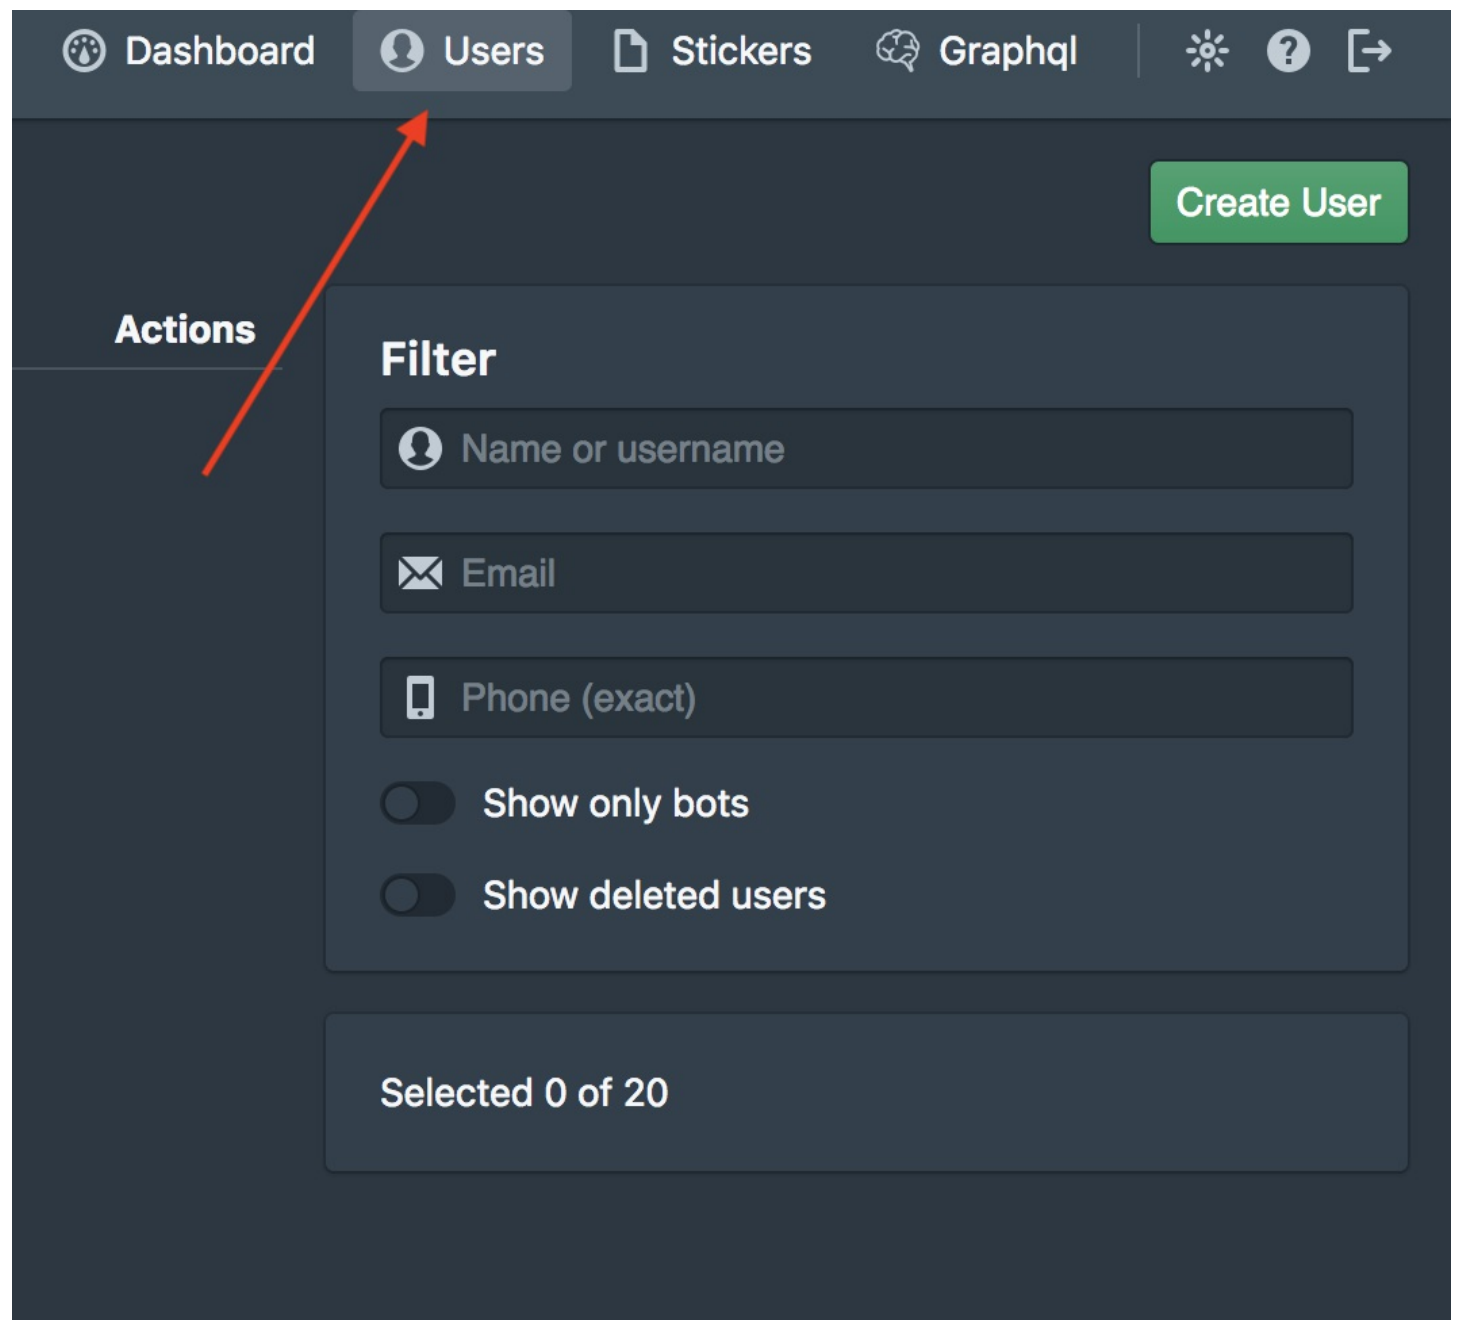 Dashboard Users Stickers Graphql
Create User
Actions
Filter
Name or username
Email
Phone (exact)
Show only bots
Show deleted users
Selected 0 of 20